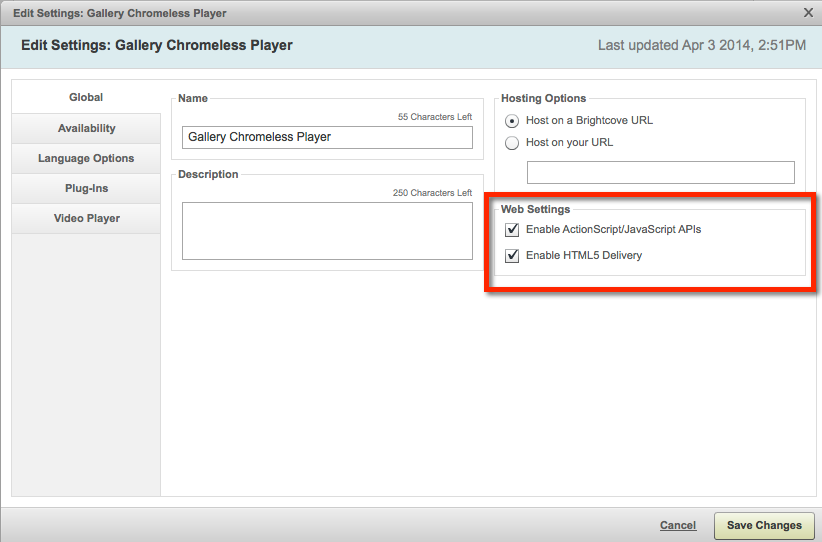 Edit Settings: Gallery Chromeless Player
Edit Settings: Gallery Chromeless Player
Last updated Apr 3 2014, 2:51PM
Global
Availability
Language Options
Plug-Ins
Video Player
Name
55 Characters Left
Gallery Chromeless Player
Description
250 Characters Left
Hosting Options
Host on a Brightcove URL
Host on your URL
Web Settings
Enable ActionScript/JavaScript APIs
Enable HTML5 Delivery
Cancel
Save Changes